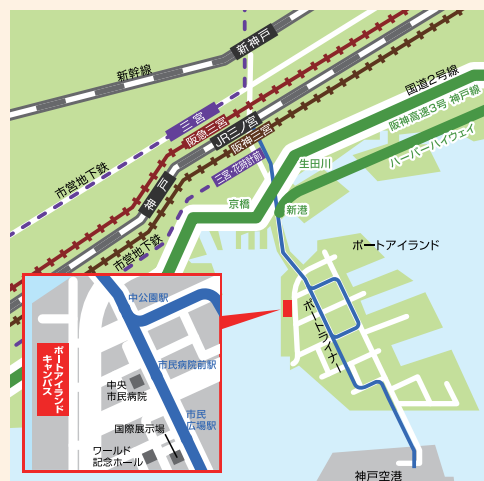 新神戸
新幹線
国道2号線
三宮
阪急三宮
JR三ノ宮
阪神三宮
阪神高速3号 神戸線
ハーバーハイウェイ
三宮・花時計前
生田川
市営地下鉄
神戸
京橋
新港
市営地下鉄
ポートアイランド
ポートライナー
神戸空港
中公園駅
市民病院前駅
ポートアイランド
キャンパス
中央
市民病院
市民
広場駅
国際展示場
ワールド
記念ホール